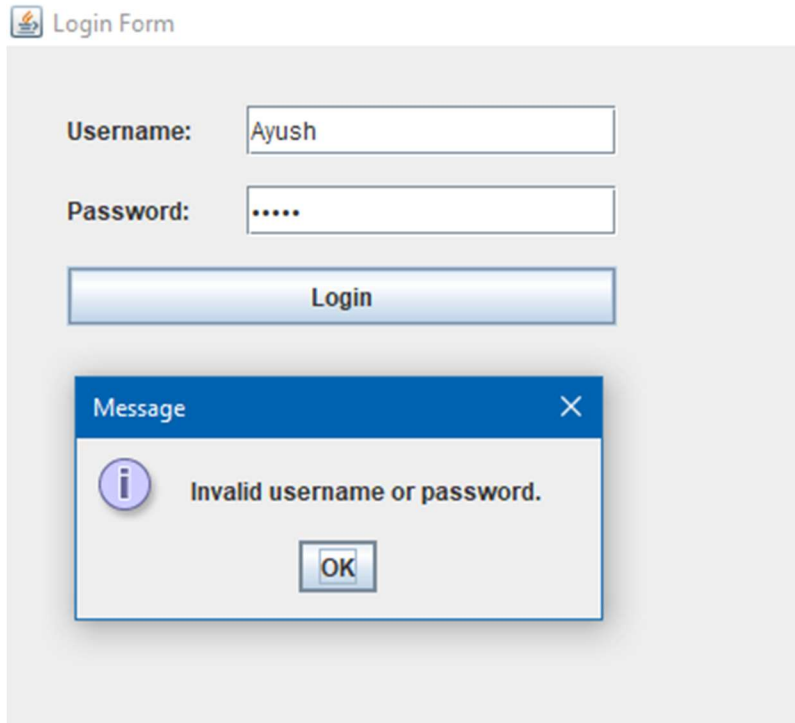 Login Form
Username: Ayush
Password: •••••
Login
Message
Invalid username or password.
OK